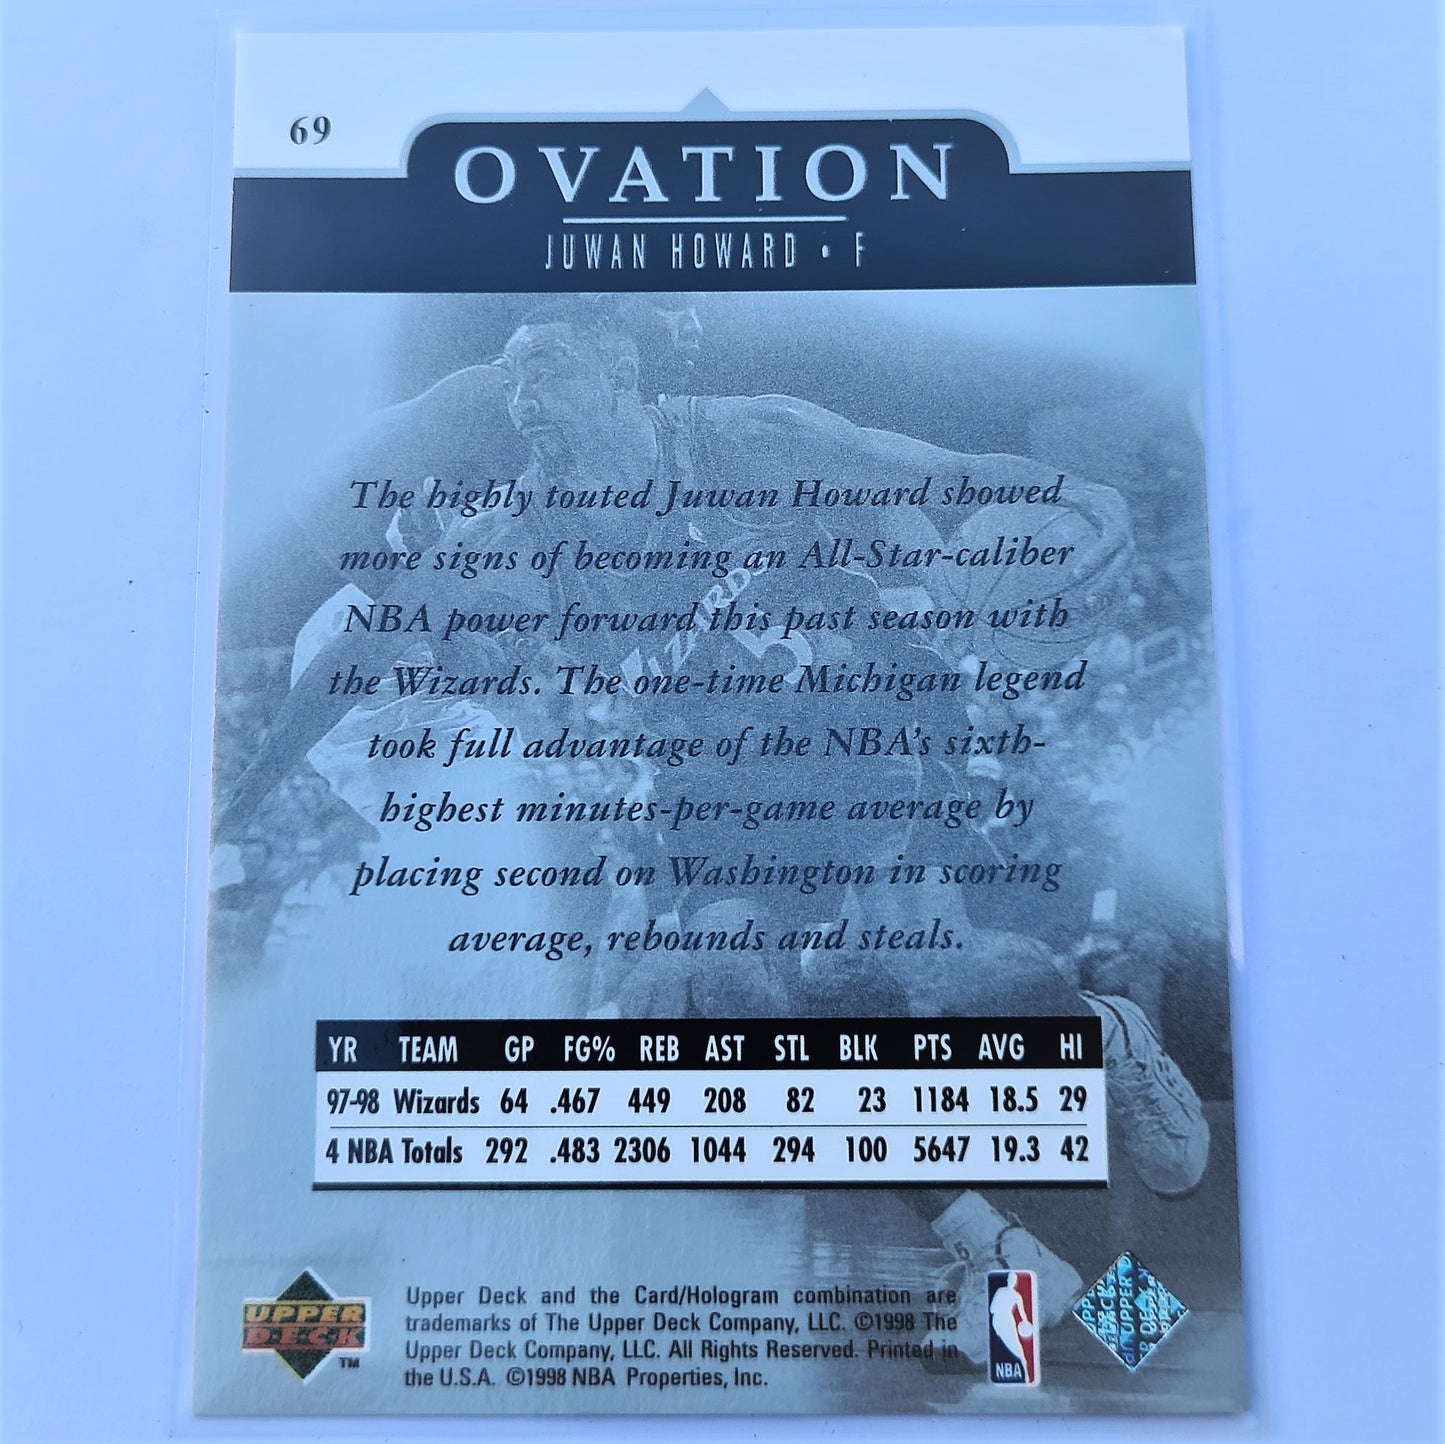 69
OVATION
JUWAN HOWARD • F
The highly touted Juwan Howard showed
more signs of becoming an All-Star-caliber
NBA power forward this past season with
the Wizards. The one-time Michigan legend
took full advantage of the NBA's sixth-
highest minutes-per-game average by
placing second on Washington in scoring
average, rebounds and steals.
YR TEAM GP FG% REB AST STL BLK PTS AVG HI
97-98 Wizards 64 .467 449 208 82 23 1184 18.5 29
4 NBA Totals 292 .483 2306 1044 294 100 5647 19.3 42
UPPER
DECK
TM
Upper Deck and the Card/Hologram combination are
trademarks of The Upper Deck Company, LLC. ©1998 The
Upper Deck Company, LLC. All Rights Reserved. Printed in
the U.S.A. ©1998 NBA Properties, Inc.
NBA